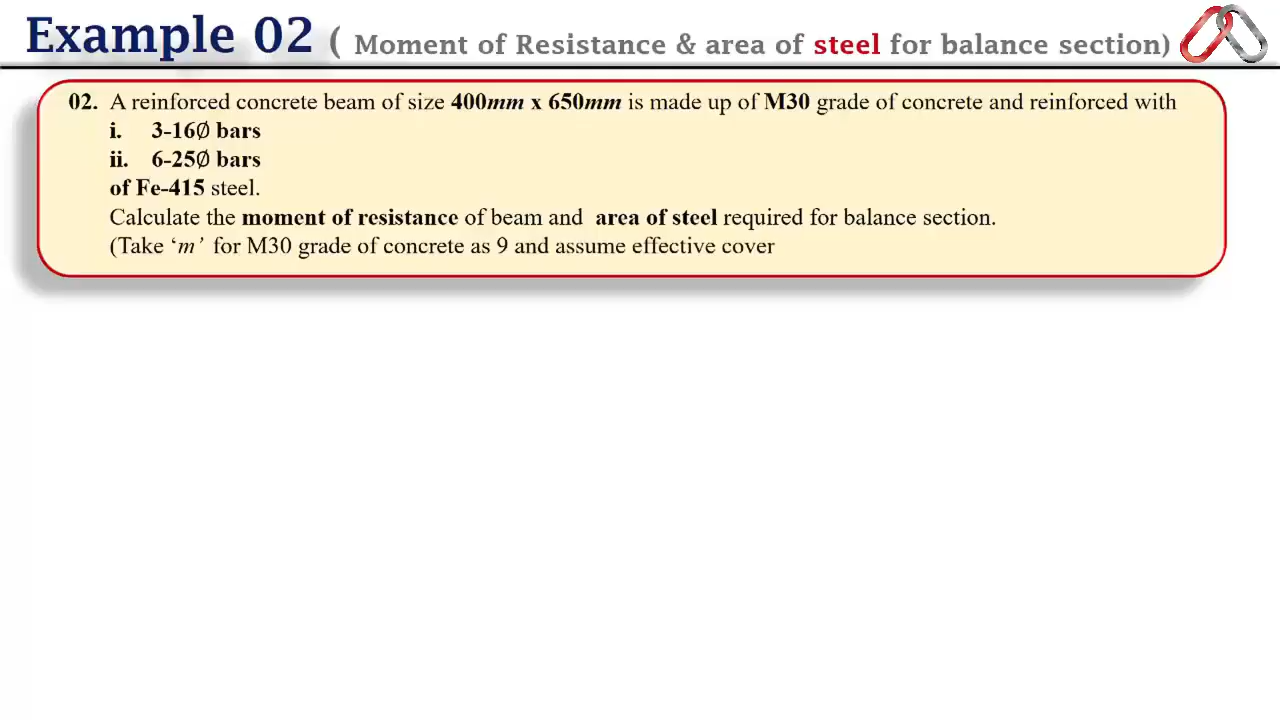 Example 02 ( Moment of Resistance & area of steel for balance section)
02. A reinforced concrete beam of size 400mm x 650mm is made up of M30 grade of concrete and reinforced with
i. 3-16∅ bars
ii. 6-25∅ bars
of Fe-415 steel.
Calculate the moment of resistance of beam and area of steel required for balance section.
(Take ‘m’ for M30 grade of concrete as 9 and assume effective cover